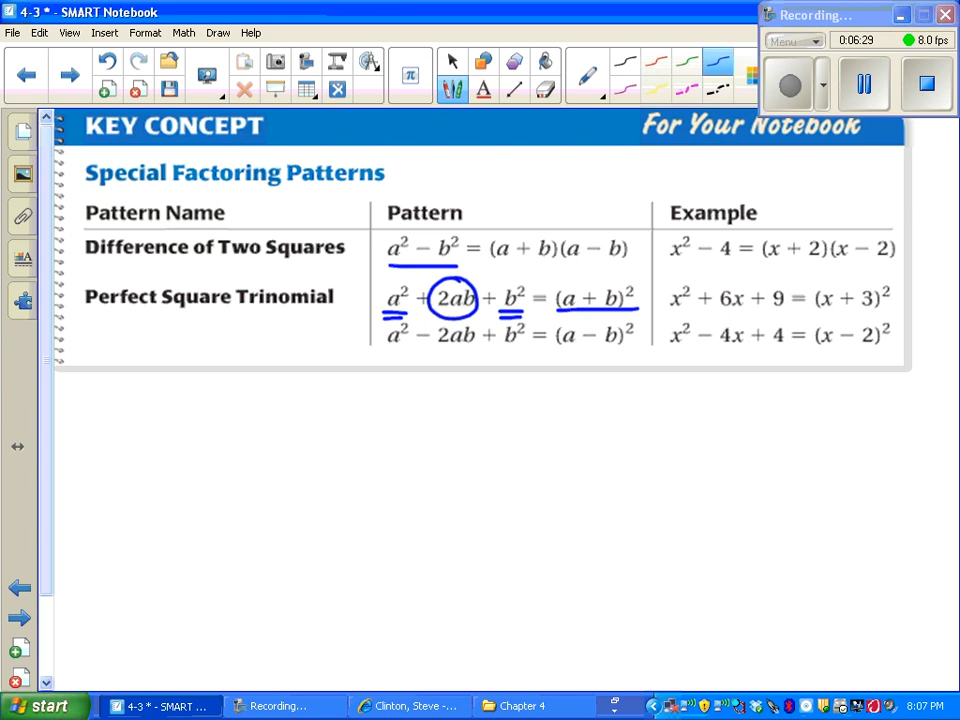 4-3 * - SMART Notebook
Recording...
File Edit View Insert Format Math Draw Help
Menu 0:06:29 8.0 fps
KEY CONCEPT For Your Notebook
Special Factoring Patterns
Pattern Name Pattern Example
Difference of Two Squares a² − b² = (a + b)(a − b) x² − 4 = (x + 2)(x − 2)
Perfect Square Trinomial a² + 2ab + b² = (a + b)² x² + 6x + 9 = (x + 3)²
a² − 2ab + b² = (a − b)² x² − 4x + 4 = (x − 2)²
start 4-3 * - SMART ... Recording... Clinton, Steve -... Chapter 4 8:07 PM